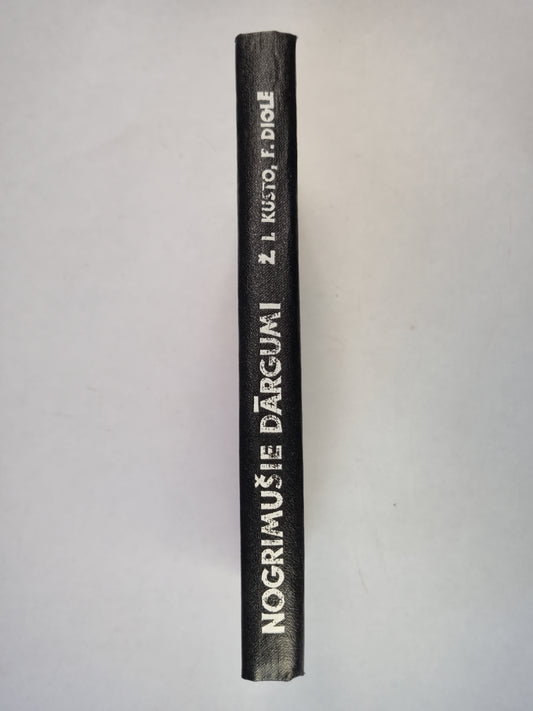 NOGRIMUŠIE DĀRGUMI Ž. I. KUSTO, F. DIOLE